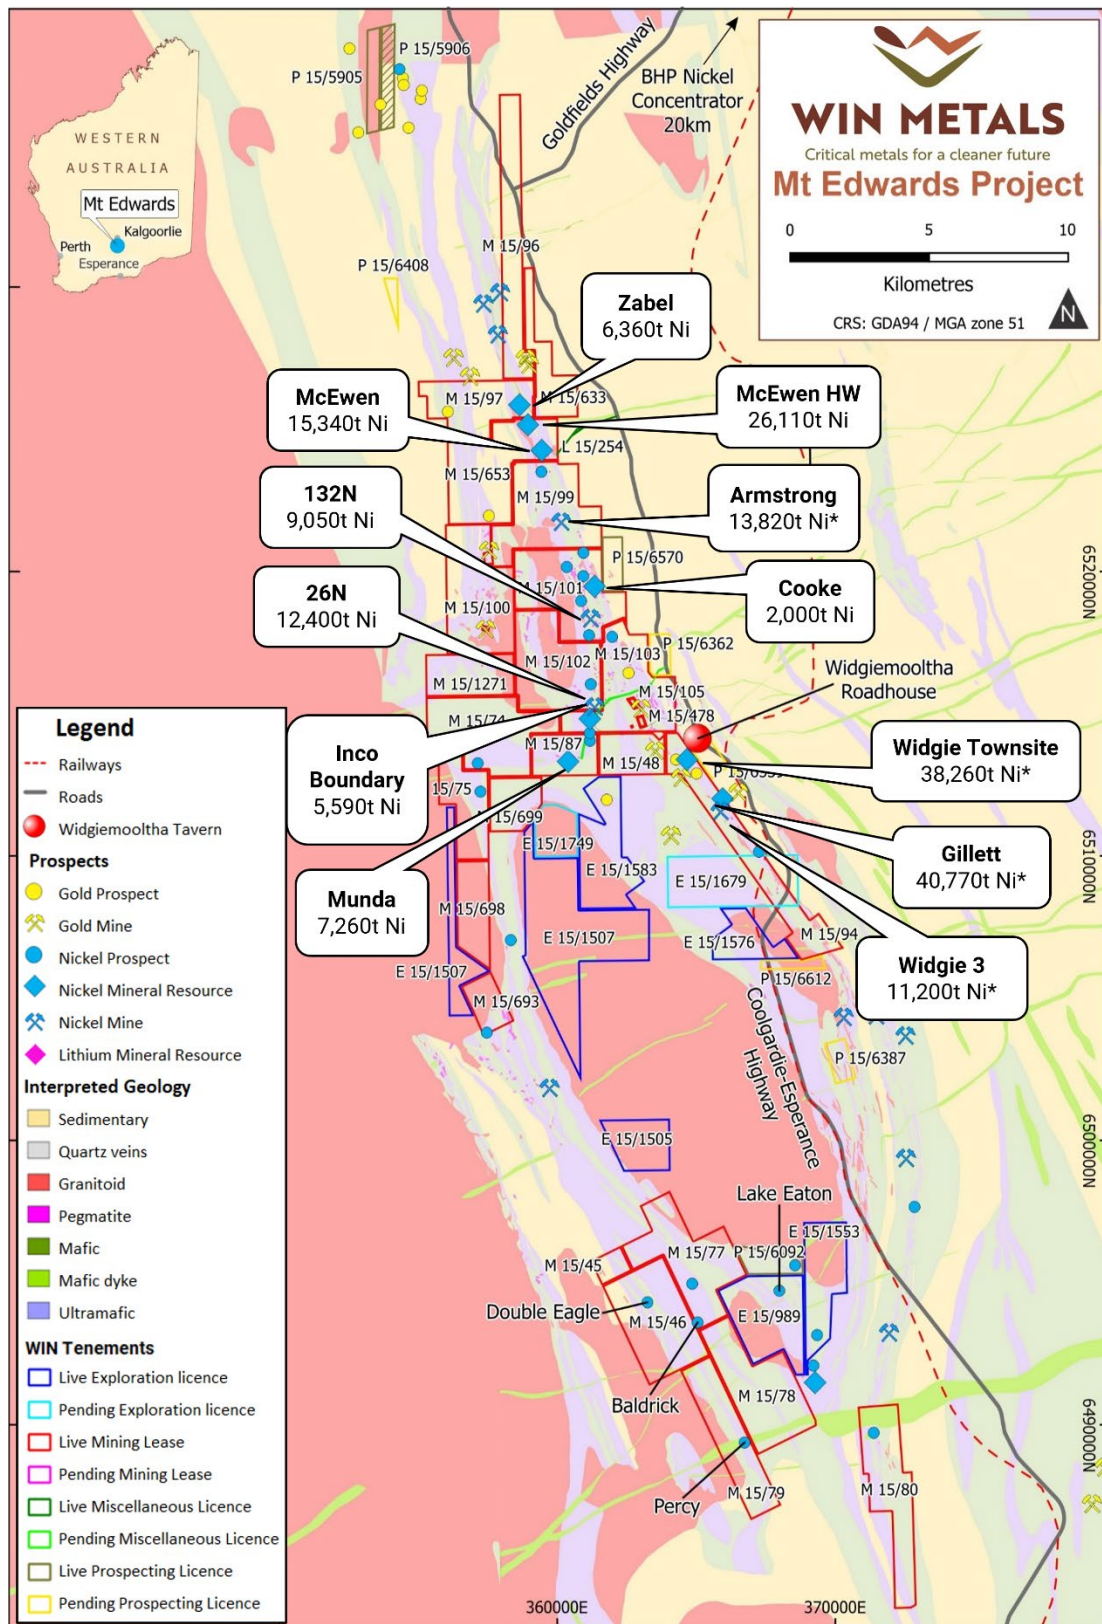 P 15/5906
P 15/5905
Goldfields Highway
BHP Nickel
Concentrator
20km
WIN METALS
Critical metals for a cleaner future
Mt Edwards Project
0 5 10
Kilometres
CRS: GDA94 / MGA zone 51
N
WESTERN
AUSTRALIA
Mt Edwards
Kalgoorlie
Perth
Esperance
M 15/96
P 15/6408
Zabel
6,360t Ni
McEwen
15,340t Ni
M 15/97
M 15/633
McEwen HW
26,110t Ni
L 15/254
M 15/653
M 15/99
132N
9,050t Ni
Armstrong
13,820t Ni*
P 15/6570
6520000N
M 15/101
Cooke
2,000t Ni
26N
12,400t Ni
M 15/100
P 15/6362
M 15/102
M 15/103
Widgiemooltha
Roadhouse
M 15/1271
M 15/105
M 15/478
M 15/74
Inco
Boundary
5,590t Ni
M 15/87
M 15/48
Widgie Townsite
38,260t Ni*
15/75
15/699
E 15/1749
E 15/1583
Gillett
40,770t Ni*
6510000N
E 15/1679
Munda
7,260t Ni
M 15/698
E 15/1507
M 15/94
E 15/1576
Widgie 3
11,200t Ni*
E 15/1507
P 15/6612
M 15/693
Coolgardie-Esperance
Highway
P 15/6387
E 15/1505
6500000N
Lake Eaton
E 15/1553
M 15/45
M 15/77
P 15/6092
Double Eagle
M 15/46
E 15/989
Baldrick
M 15/78
6490000N
Percy
M 15/79
M 15/80
360000E
370000E
Legend
Railways
Roads
Widgiemooltha Tavern
Prospects
Gold Prospect
Gold Mine
Nickel Prospect
Nickel Mineral Resource
Nickel Mine
Lithium Mineral Resource
Interpreted Geology
Sedimentary
Quartz veins
Granitoid
Pegmatite
Mafic
Mafic dyke
Ultramafic
WIN Tenements
Live Exploration licence
Pending Exploration licence
Live Mining Lease
Pending Mining Lease
Live Miscellaneous Licence
Pending Miscellaneous Licence
Live Prospecting Licence
Pending Prospecting Licence